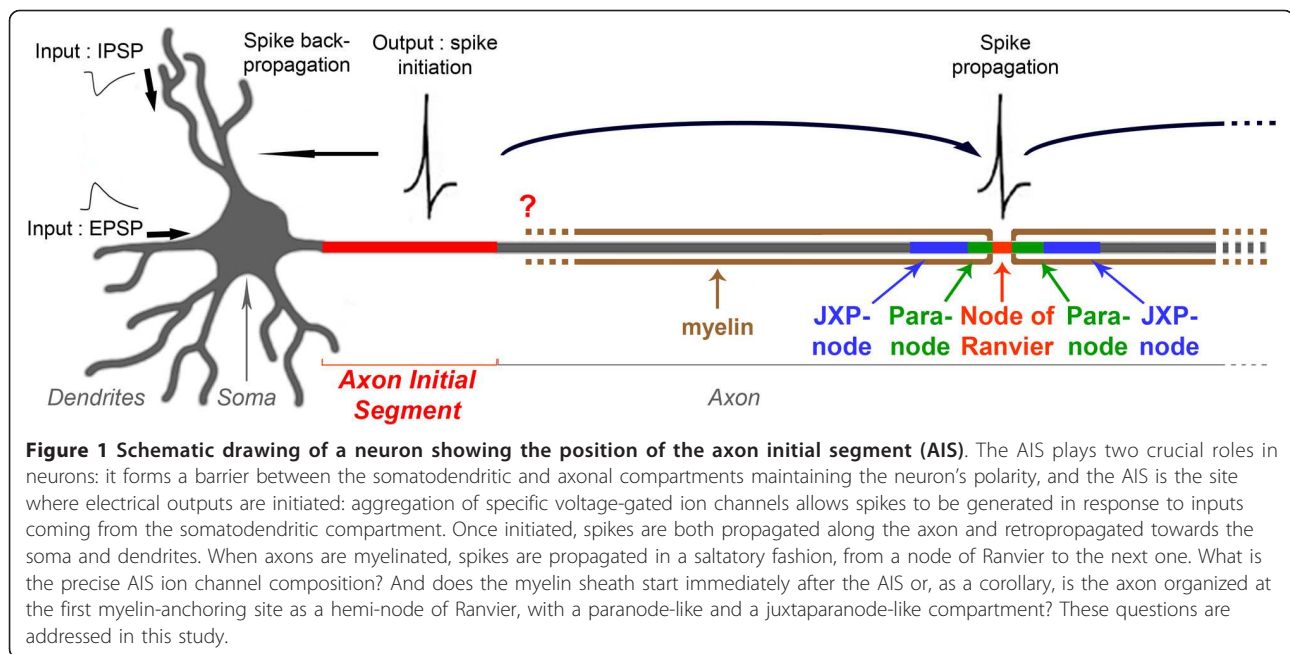 Input : IPSP
Spike back-
propagation
Output : spike
initiation
Spike
propagation
Input : EPSP
?
myelin
JXP-
node
Para-
node
Node of
Ranvier
Para-
node
JXP-
node
Dendrites
Soma
Axon Initial
Segment
Axon
Figure 1 Schematic drawing of a neuron showing the position of the axon initial segment (AIS). The AIS plays two crucial roles in
neurons: it forms a barrier between the somatodendritic and axonal compartments maintaining the neuron's polarity, and the AIS is the site
where electrical outputs are initiated: aggregation of specific voltage-gated ion channels allows spikes to be generated in response to inputs
coming from the somatodendritic compartment. Once initiated, spikes are both propagated along the axon and retropropagated towards the
soma and dendrites. When axons are myelinated, spikes are propagated in a saltatory fashion, from a node of Ranvier to the next one. What is
the precise AIS ion channel composition? And does the myelin sheath start immediately after the AIS or, as a corollary, is the axon organized at
the first myelin-anchoring site as a hemi-node of Ranvier, with a paranode-like and a juxtaparanode-like compartment? These questions are
addressed in this study.